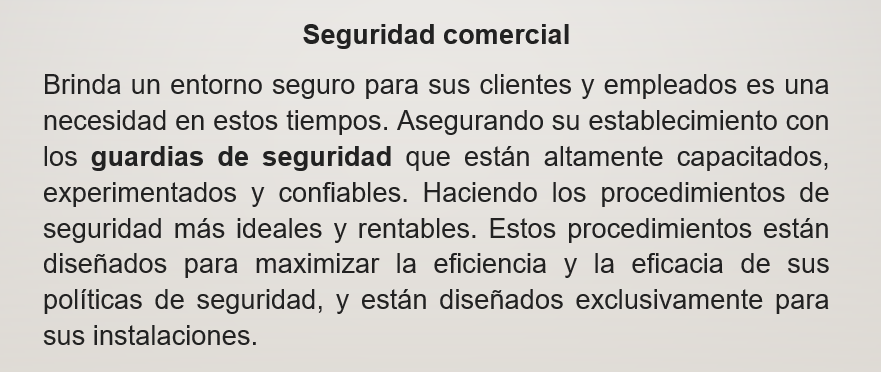 Seguridad comercial
Brinda un entorno seguro para sus clientes y empleados es una
necesidad en estos tiempos. Asegurando su establecimiento con
los guardias de seguridad que están altamente capacitados,
experimentados y confiables. Haciendo los procedimientos de
seguridad más ideales y rentables. Estos procedimientos están
diseñados para maximizar la eficiencia y la eficacia de sus
políticas de seguridad, y están diseñados exclusivamente para
sus instalaciones.